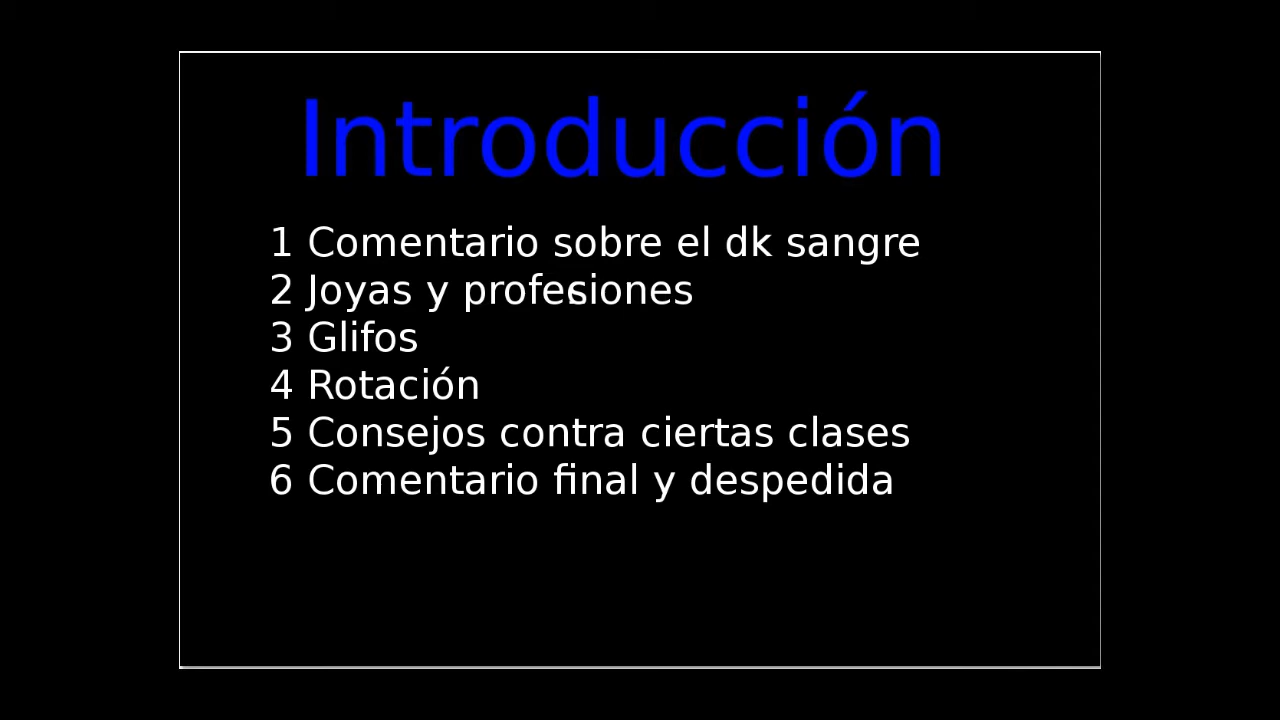 Introducción
1 Comentario sobre el dk sangre
2 Joyas y profesiones
3 Glifos
4 Rotación
5 Consejos contra ciertas clases
6 Comentario final y despedida